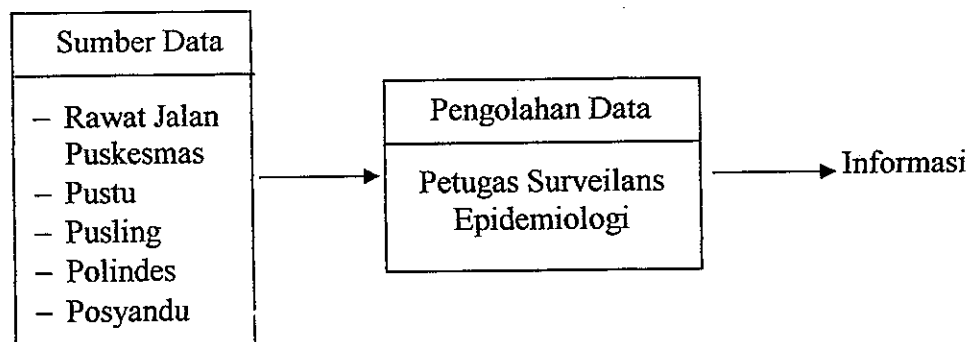 Sumber Data
– Rawat Jalan
Puskesmas
– Pustu
– Pusling
– Polindes
– Posyandu
Pengolahan Data
Petugas Surveilans
Epidemiologi
Informasi